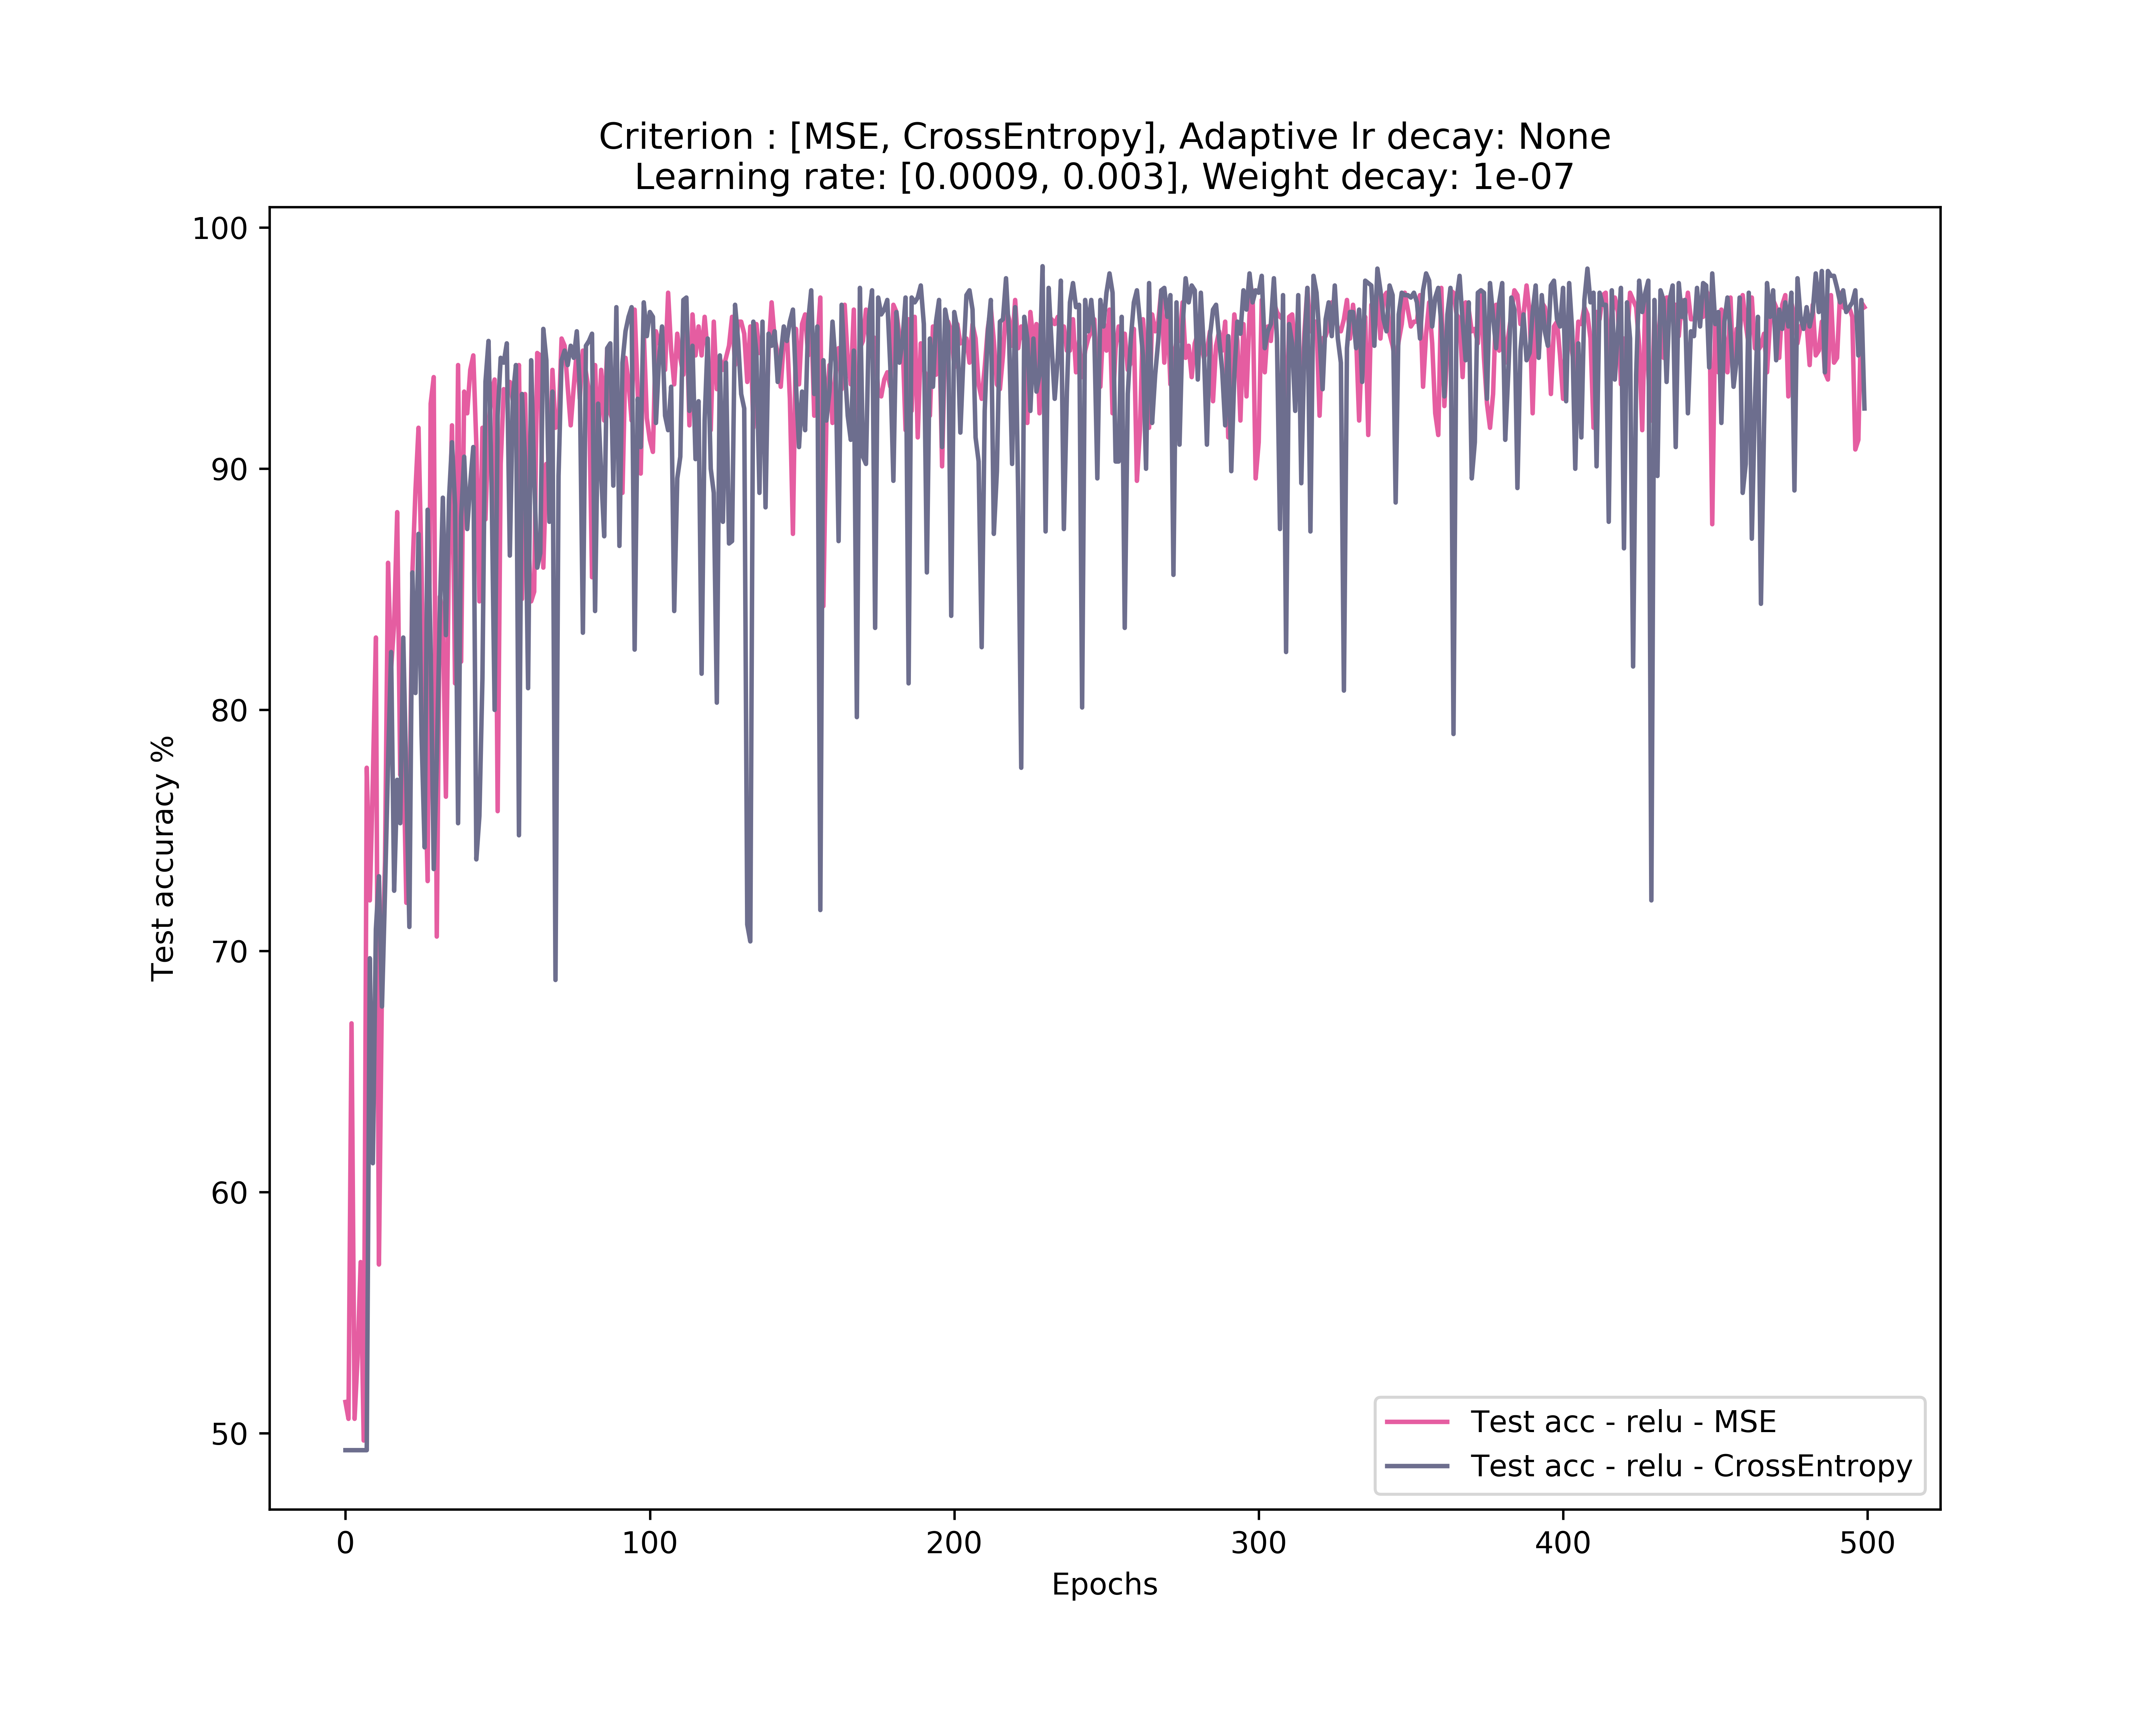 Criterion : [MSE, CrossEntropy], Adaptive lr decay: None
Learning rate: [0.0009, 0.003], Weight decay: 1e-07
100
90
80
70
60
50
Test accuracy %
0
100
200
300
400
500
Epochs
Test acc - relu - MSE
Test acc - relu - CrossEntropy